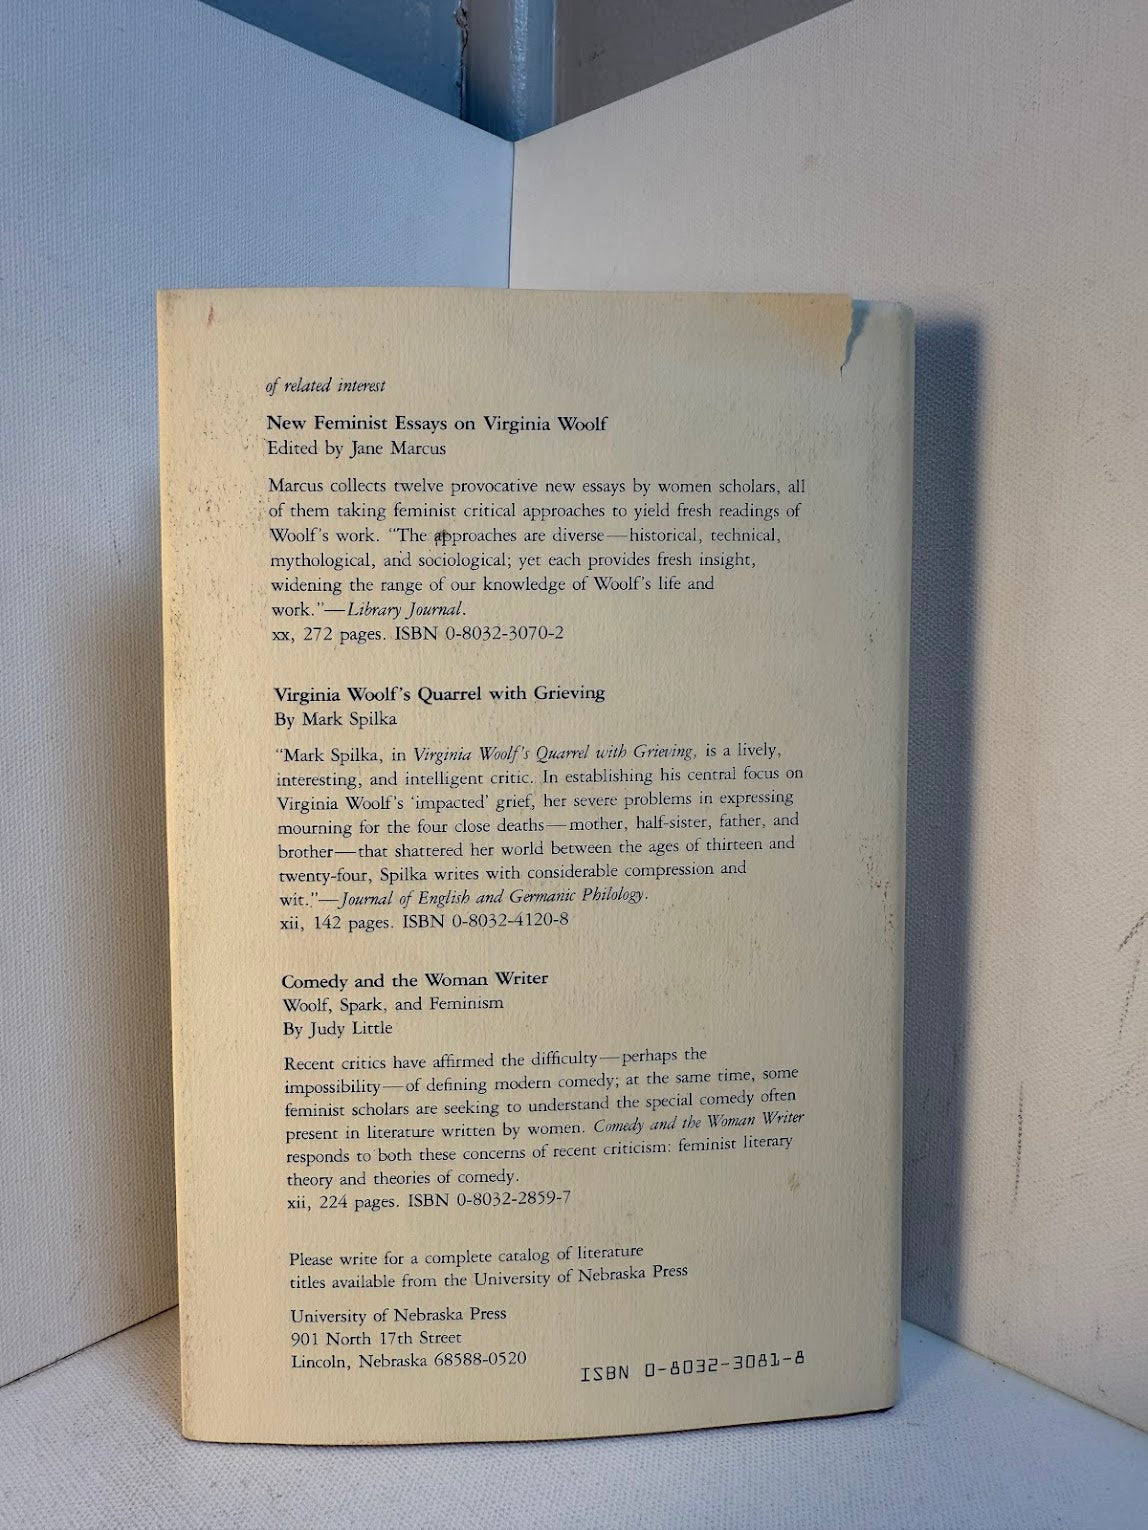 of related interest
New Feminist Essays on Virginia Woolf
Edited by Jane Marcus
Marcus collects twelve provocative new essays by women scholars, all
of them taking feminist critical approaches to yield fresh readings of
Woolf's work. “The approaches are diverse—historical, technical,
mythological, and sociological; yet each provides fresh insight,
widening the range of our knowledge of Woolf's life and
work.”—Library Journal.
xx, 272 pages. ISBN 0-8032-3070-2
Virginia Woolf's Quarrel with Grieving
By Mark Spilka
“Mark Spilka, in Virginia Woolf's Quarrel with Grieving, is a lively,
interesting, and intelligent critic. In establishing his central focus on
Virginia Woolf's ‘impacted’ grief, her severe problems in expressing
mourning for the four close deaths—mother, half-sister, father, and
brother—that shattered her world between the ages of thirteen and
twenty-four, Spilka writes with considerable compression and
wit.”—Journal of English and Germanic Philology.
xii, 142 pages. ISBN 0-8032-4120-8
Comedy and the Woman Writer
Woolf, Spark, and Feminism
By Judy Little
Recent critics have affirmed the difficulty—perhaps the
impossibility—of defining modern comedy; at the same time, some
feminist scholars are seeking to understand the special comedy often
present in literature written by women. Comedy and the Woman Writer
responds to both these concerns of recent criticism: feminist literary
theory and theories of comedy.
xii, 224 pages. ISBN 0-8032-2859-7
Please write for a complete catalog of literature
titles available from the University of Nebraska Press
University of Nebraska Press
901 North 17th Street
Lincoln, Nebraska 68588-0520
ISBN 0-8032-3081-8